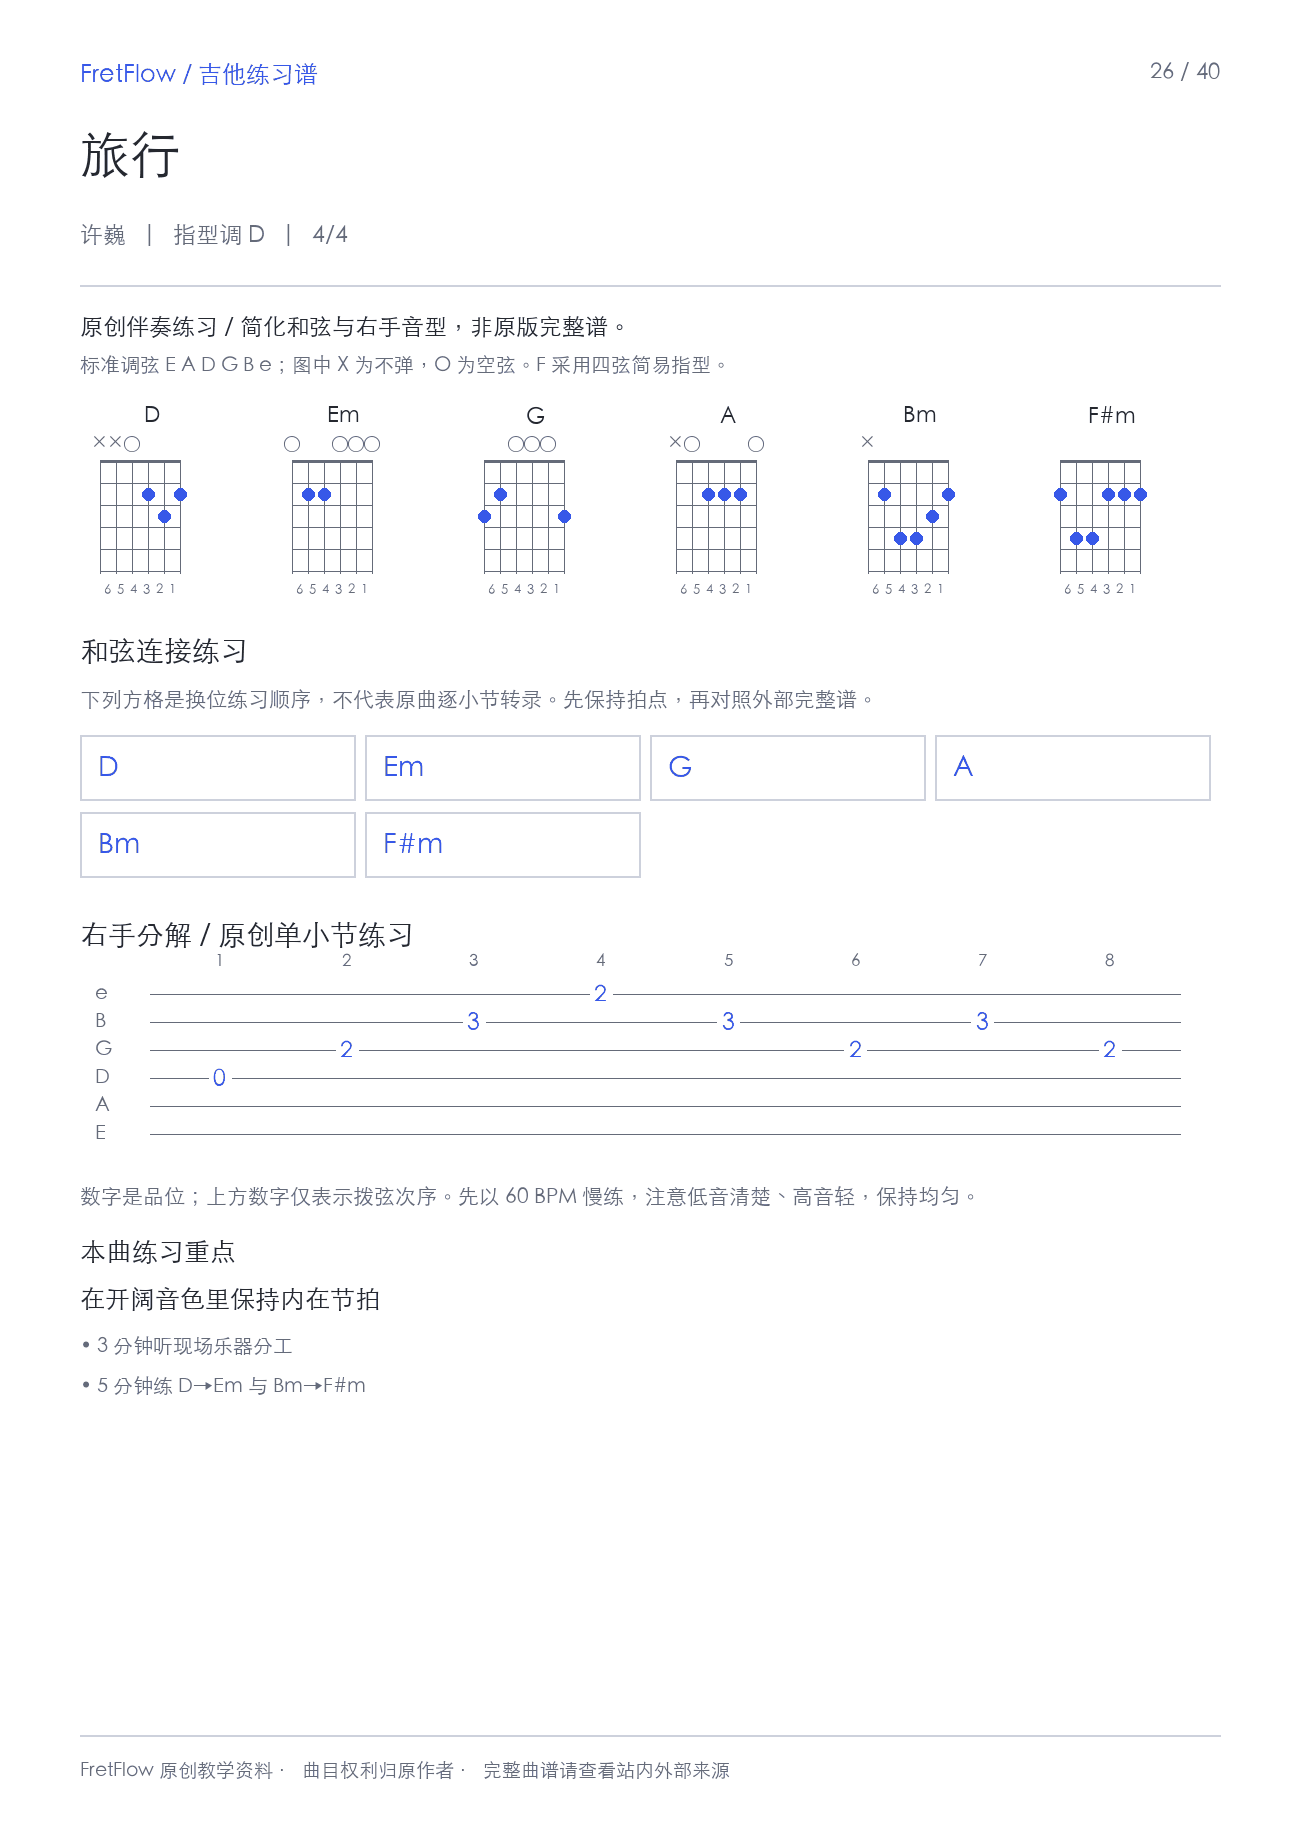 FretFlow / 吉他练习谱
26 / 40
旅行
许巍 | 指型调 D | 4/4
原创伴奏练习 / 简化和弦与右手音型，非原版完整谱。
标准调弦 E A D G B e；图中 X 为不弹，O 为空弦。F 采用四弦简易指型。
D Em G A Bm F#m
××○ ○ ○○○ ○○○ ×○ ○ ×
6 5 4 3 2 1 6 5 4 3 2 1 6 5 4 3 2 1 6 5 4 3 2 1 6 5 4 3 2 1 6 5 4 3 2 1
和弦连接练习
下列方格是换位练习顺序，不代表原曲逐小节转录。先保持拍点，再对照外部完整谱。
D Em G A
Bm F#m
右手分解 / 原创单小节练习
1 2 3 4 5 6 7 8
e 2
B 3 3 3
G 2 2 2
D 0
A
E
数字是品位；上方数字仅表示拨弦次序。先以 60 BPM 慢练，注意低音清楚、高音轻，保持均匀。
本曲练习重点
在开阔音色里保持内在节拍
• 3 分钟听现场乐器分工
• 5 分钟练 D→Em 与 Bm→F#m
FretFlow 原创教学资料 · 曲目权利归原作者 · 完整曲谱请查看站内外部来源